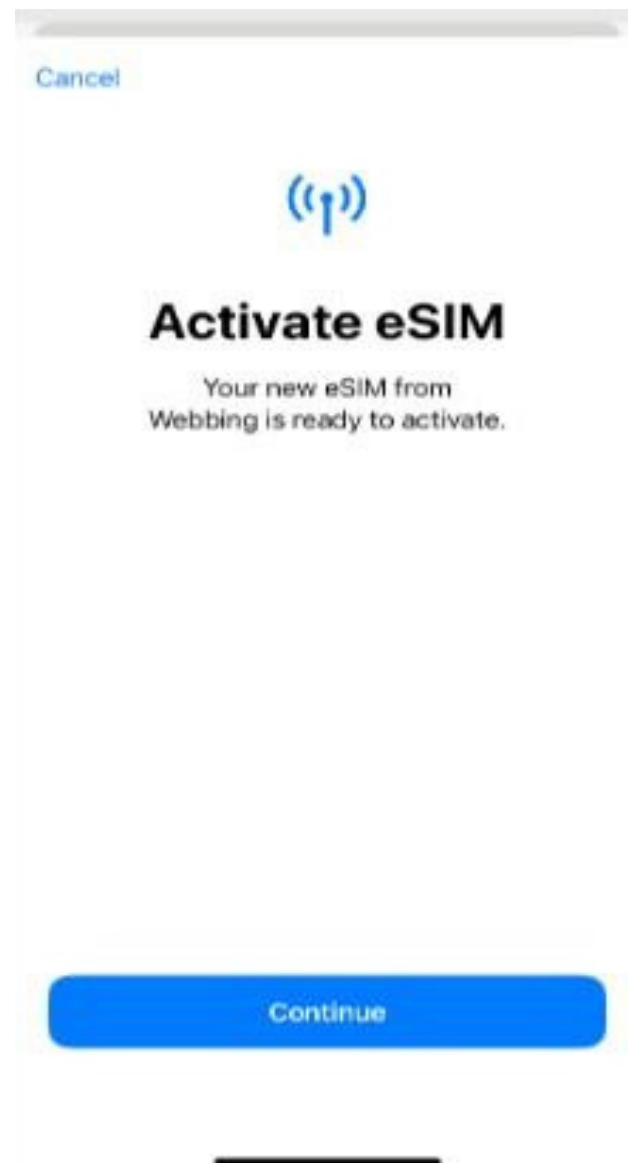 Cancel
Activate eSIM
Your new eSIM from
Webbing is ready to activate.
Continue